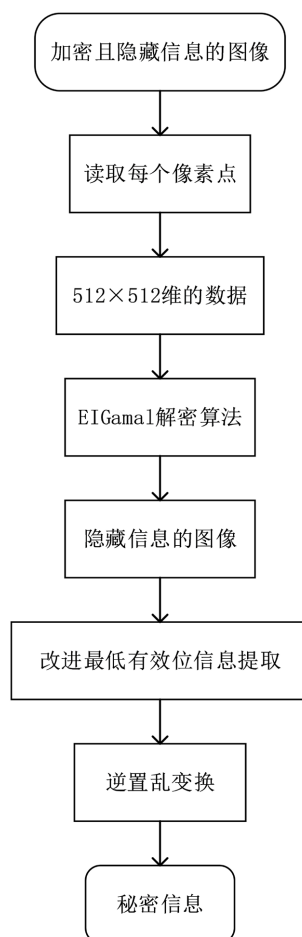 加密且隐藏信息的图像
读取每个像素点
512×512维的数据
EIGamal解密算法
隐藏信息的图像
改进最低有效位信息提取
逆置乱变换
秘密信息